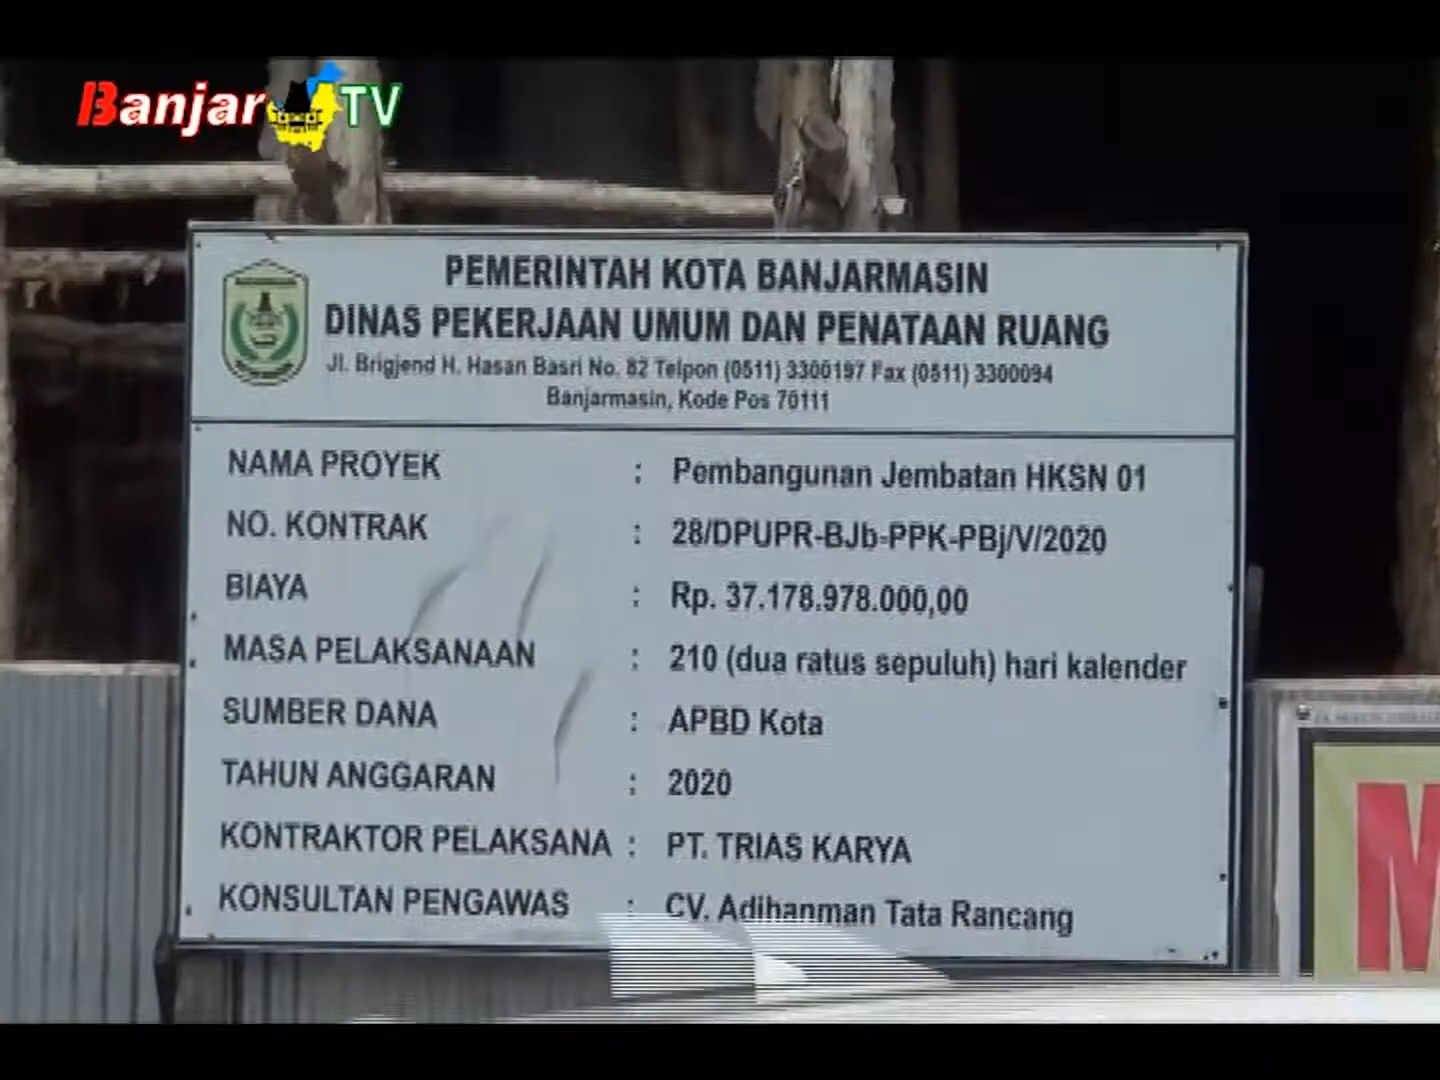 Banjar TV
PEMERINTAH KOTA BANJARMASIN
DINAS PEKERJAAN UMUM DAN PENATAAN RUANG
Jl. Brigjend H. Hasan Basri No. 82 Telpon (0511) 3300197 Fax (0511) 3300094
Banjarmasin, Kode Pos 70111
NAMA PROYEK : Pembangunan Jembatan HKSN 01
NO. KONTRAK : 28/DPUPR-BJb-PPK-PBj/V/2020
BIAYA : Rp. 37.178.978.000,00
MASA PELAKSANAAN : 210 (dua ratus sepuluh) hari kalender
SUMBER DANA : APBD Kota
TAHUN ANGGARAN : 2020
KONTRAKTOR PELAKSANA : PT. TRIAS KARYA
KONSULTAN PENGAWAS : CV. Adihanman Tata Rancang
M